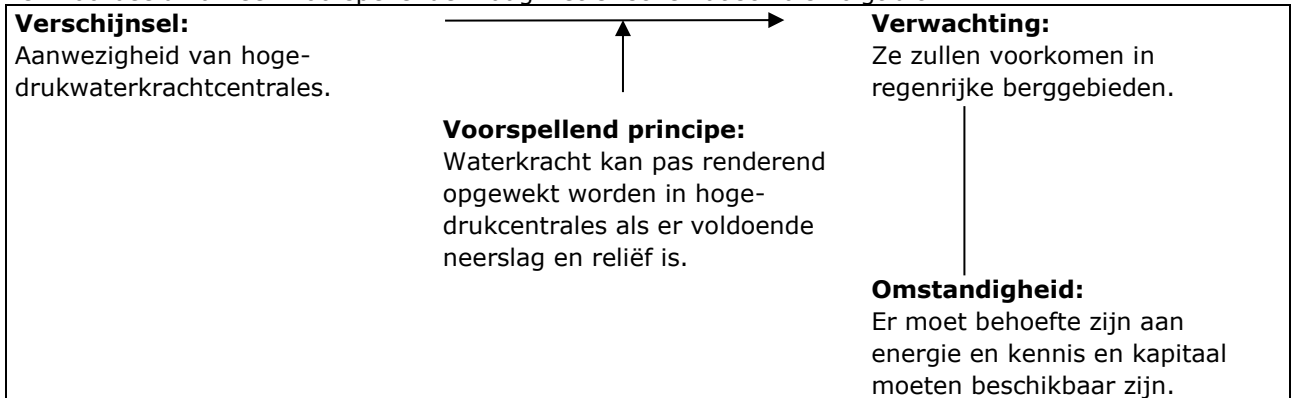 Verschijnsel:
Aanwezigheid van hoge-
drukwaterkrachtcentrales.
Voorspellend principe:
Waterkracht kan pas renderend
opgewekt worden in hoge-
drukcentrales als er voldoende
neerslag en reliëf is.
Verwachting:
Ze zullen voorkomen in
regenrijke berggebieden.
Omstandigheid:
Er moet behoefte zijn aan
energie en kennis en kapitaal
moeten beschikbaar zijn.